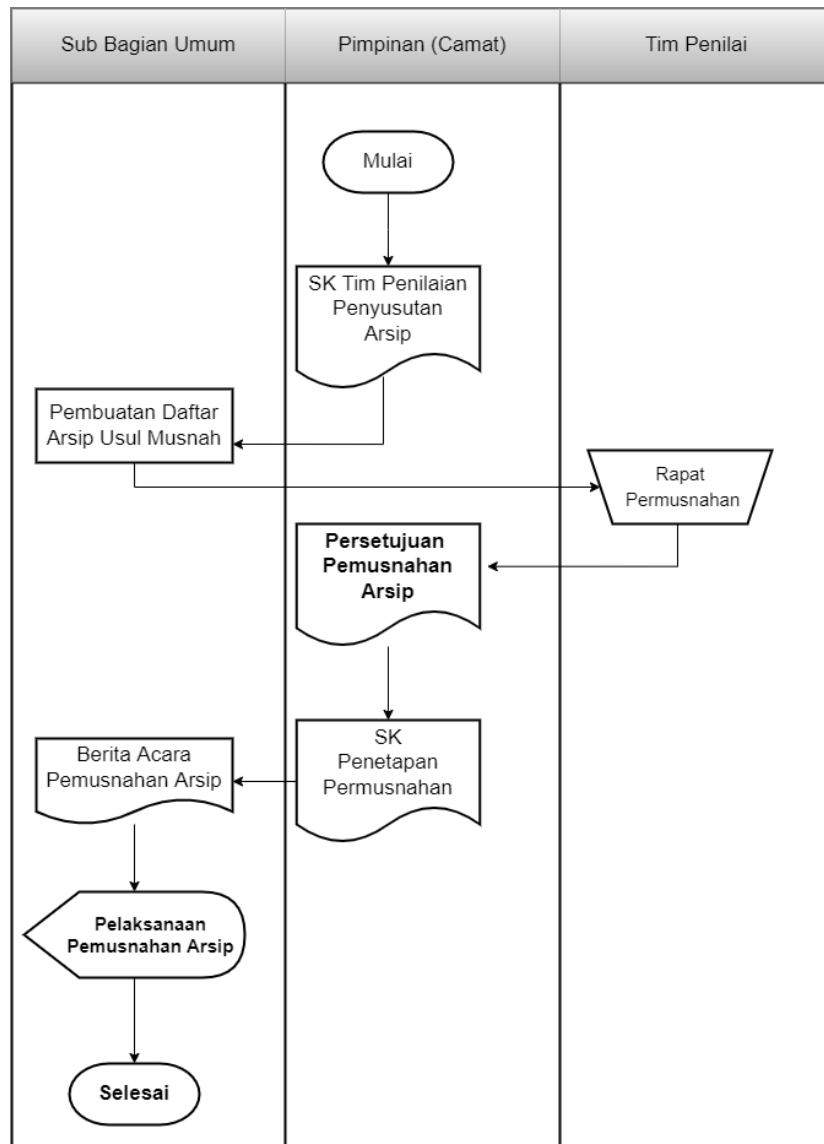 Sub Bagian Umum
Pimpinan (Camat)
Tim Penilai
Mulai
SK Tim Penilaian
Penyusutan
Arsip
Pembuatan Daftar
Arsip Usul Musnah
Rapat
Permusnahan
Persetujuan
Pemusnahan
Arsip
SK
Penetapan
Permusnahan
Berita Acara
Pemusnahan Arsip
Pelaksanaan
Pemusnahan Arsip
Selesai